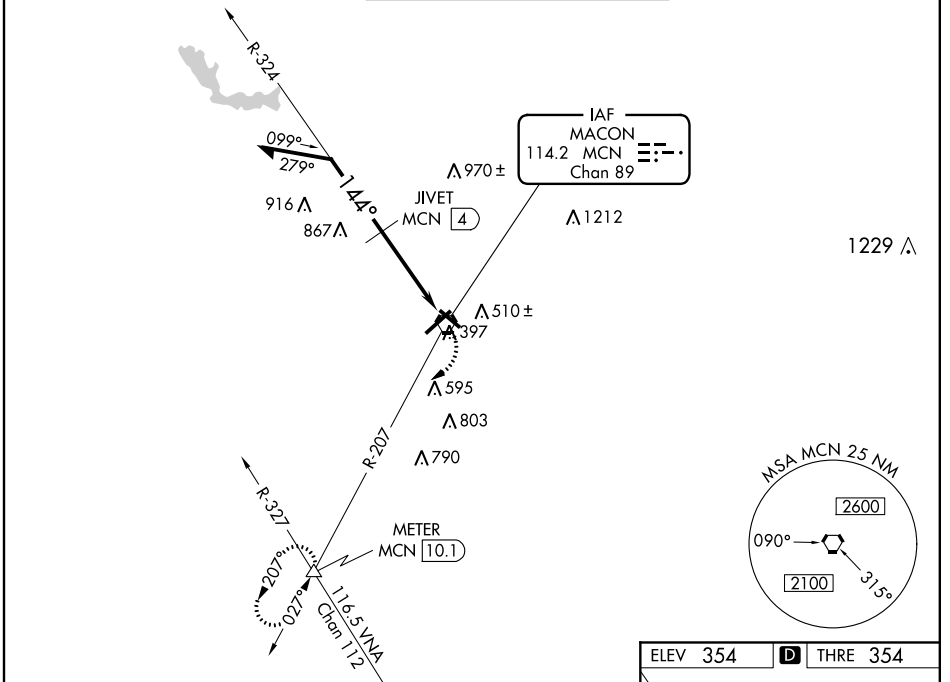 R-324
099°
279°
144°
970 ±
916
867
JIVET
MCN 4
IAF
MACON
114.2 MCN
Chan 89
1212
1229
510 ±
397
595
803
790
R-207
R-327
METER
MCN 10.1
207°
027°
116.5 VNA
Chan 112
MSA MCN 25 NM
2600
090°
2100
315°
ELEV 354 D THRE 354